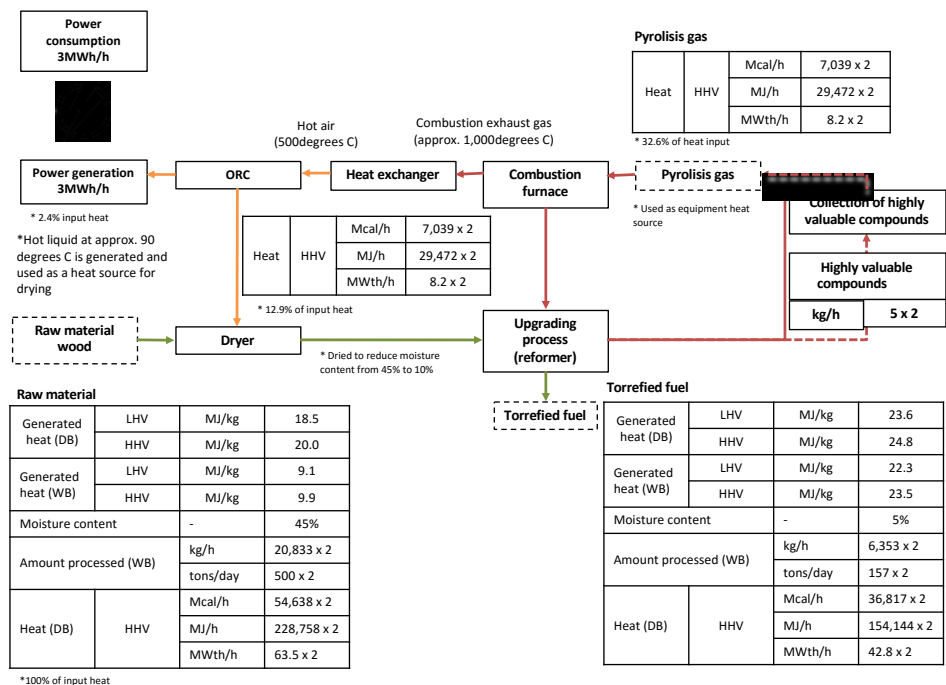 Power
consumption
3MWh/h
Pyrolisis gas
Heat HHV Mcal/h 7,039 x 2
MJ/h 29,472 x 2
MWth/h 8.2 x 2
* 32.6% of heat input
Hot air
(500degrees C)
Combustion exhaust gas
(approx. 1,000degrees C)
Power generation
3MWh/h
ORC
Heat exchanger
Combustion
furnace
Pyrolisis gas
Collection of highly
valuable compounds
* 2.4% input heat
* Used as equipment heat
source
*Hot liquid at approx. 90
degrees C is generated and
used as a heat source for
drying
Heat HHV Mcal/h 7,039 x 2
MJ/h 29,472 x 2
MWth/h 8.2 x 2
* 12.9% of input heat
Highly valuable
compounds
kg/h 5 x 2
Raw material
wood
Dryer
Upgrading
process
(reformer)
* Dried to reduce moisture
content from 45% to 10%
Torrefied fuel
Raw material
Generated
heat (DB) LHV MJ/kg 18.5
HHV MJ/kg 20.0
Generated
heat (WB) LHV MJ/kg 9.1
HHV MJ/kg 9.9
Moisture content - 45%
Amount processed (WB) kg/h 20,833 x 2
tons/day 500 x 2
Heat (DB) HHV Mcal/h 54,638 x 2
MJ/h 228,758 x 2
MWth/h 63.5 x 2
*100% of input heat
Torrefied fuel
Generated
heat (DB) LHV MJ/kg 23.6
HHV MJ/kg 24.8
Generated
heat (WB) LHV MJ/kg 22.3
HHV MJ/kg 23.5
Moisture content - 5%
Amount processed (WB) kg/h 6,353 x 2
tons/day 157 x 2
Heat (DB) HHV Mcal/h 36,817 x 2
MJ/h 154,144 x 2
MWth/h 42.8 x 2